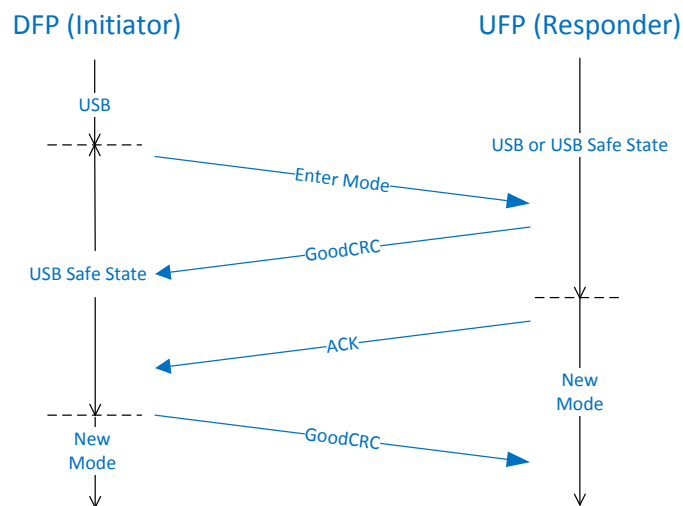 DFP (Initiator)
UFP (Responder)
USB
USB or USB Safe State
Enter Mode
GoodCRC
USB Safe State
ACK
New
Mode
GoodCRC
New
Mode